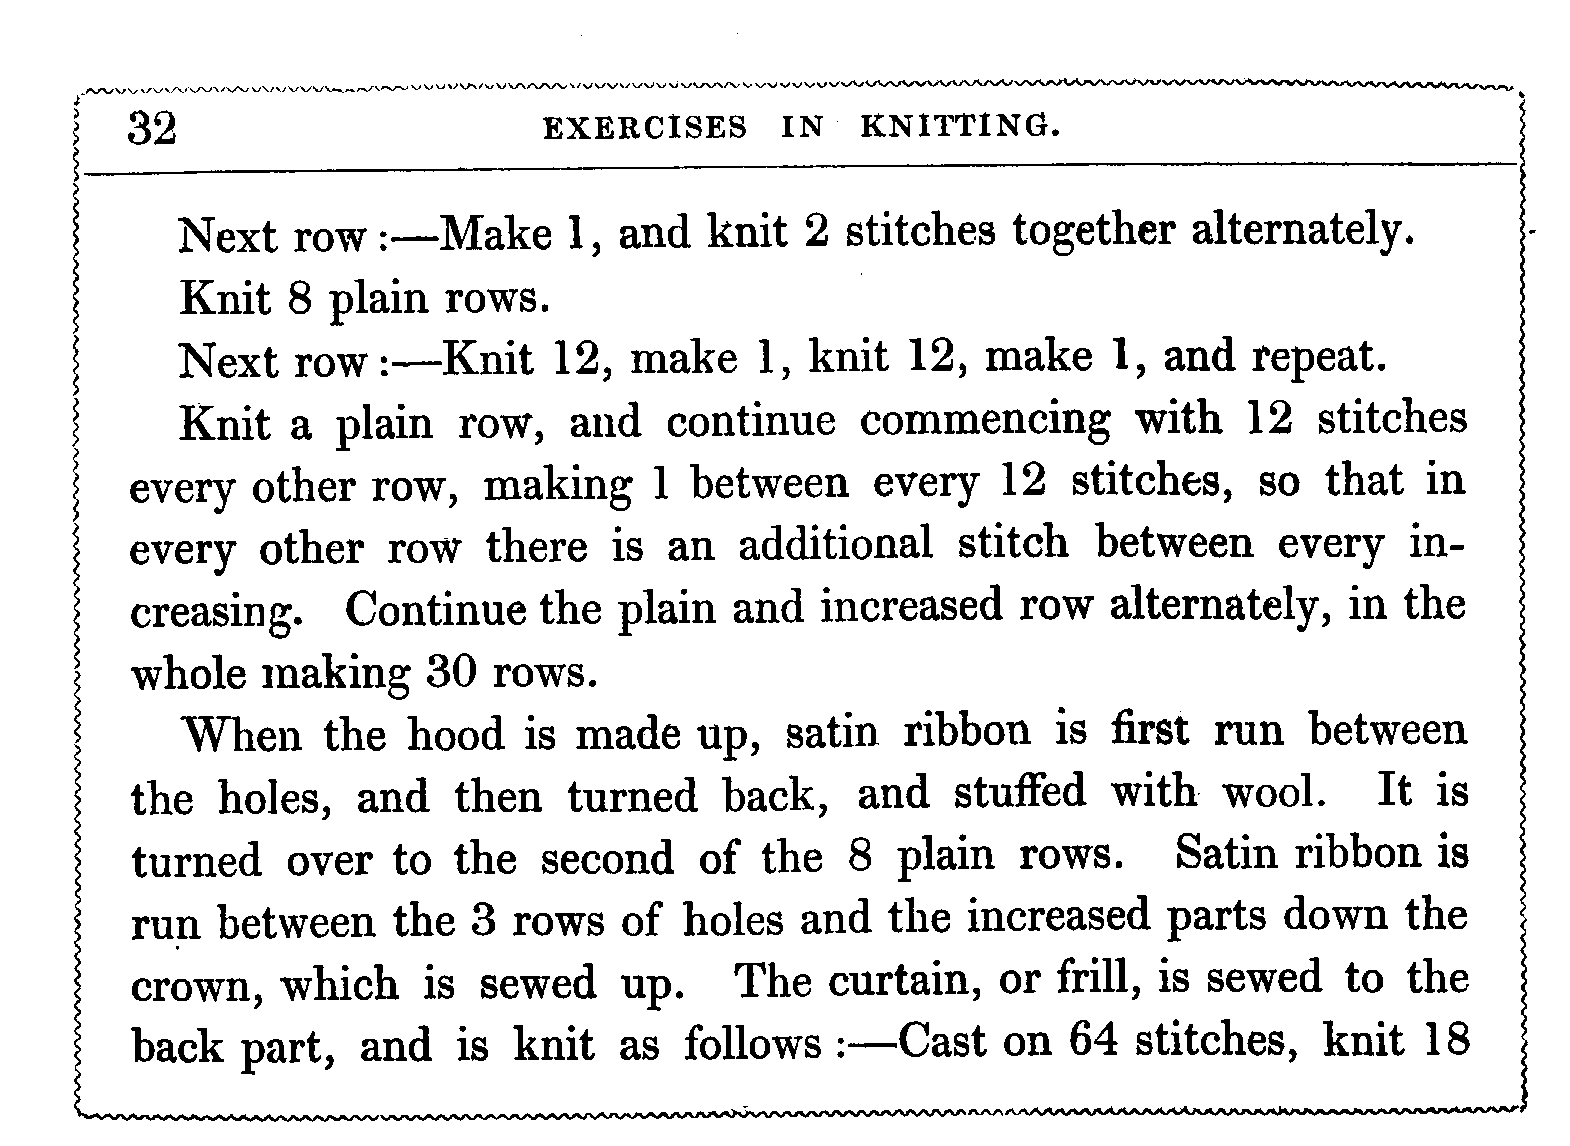 32 EXERCISES IN KNITTING.
Next row:—Make 1, and knit 2 stitches together alternately.
Knit 8 plain rows.
Next row:—Knit 12, make 1, knit 12, make 1, and repeat.
Knit a plain row, and continue commencing with 12 stitches
every other row, making 1 between every 12 stitches, so that in
every other row there is an additional stitch between every in-
creasing. Continue the plain and increased row alternately, in the
whole making 30 rows.
When the hood is made up, satin ribbon is first run between
the holes, and then turned back, and stuffed with wool. It is
turned over to the second of the 8 plain rows. Satin ribbon is
run between the 3 rows of holes and the increased parts down the
crown, which is sewed up. The curtain, or frill, is sewed to the
back part, and is knit as follows:—Cast on 64 stitches, knit 18